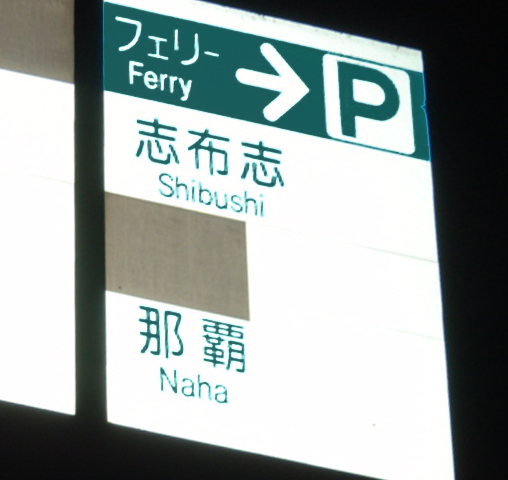 フェリー
Ferry → P
志布志
Shibushi
那覇
Naha